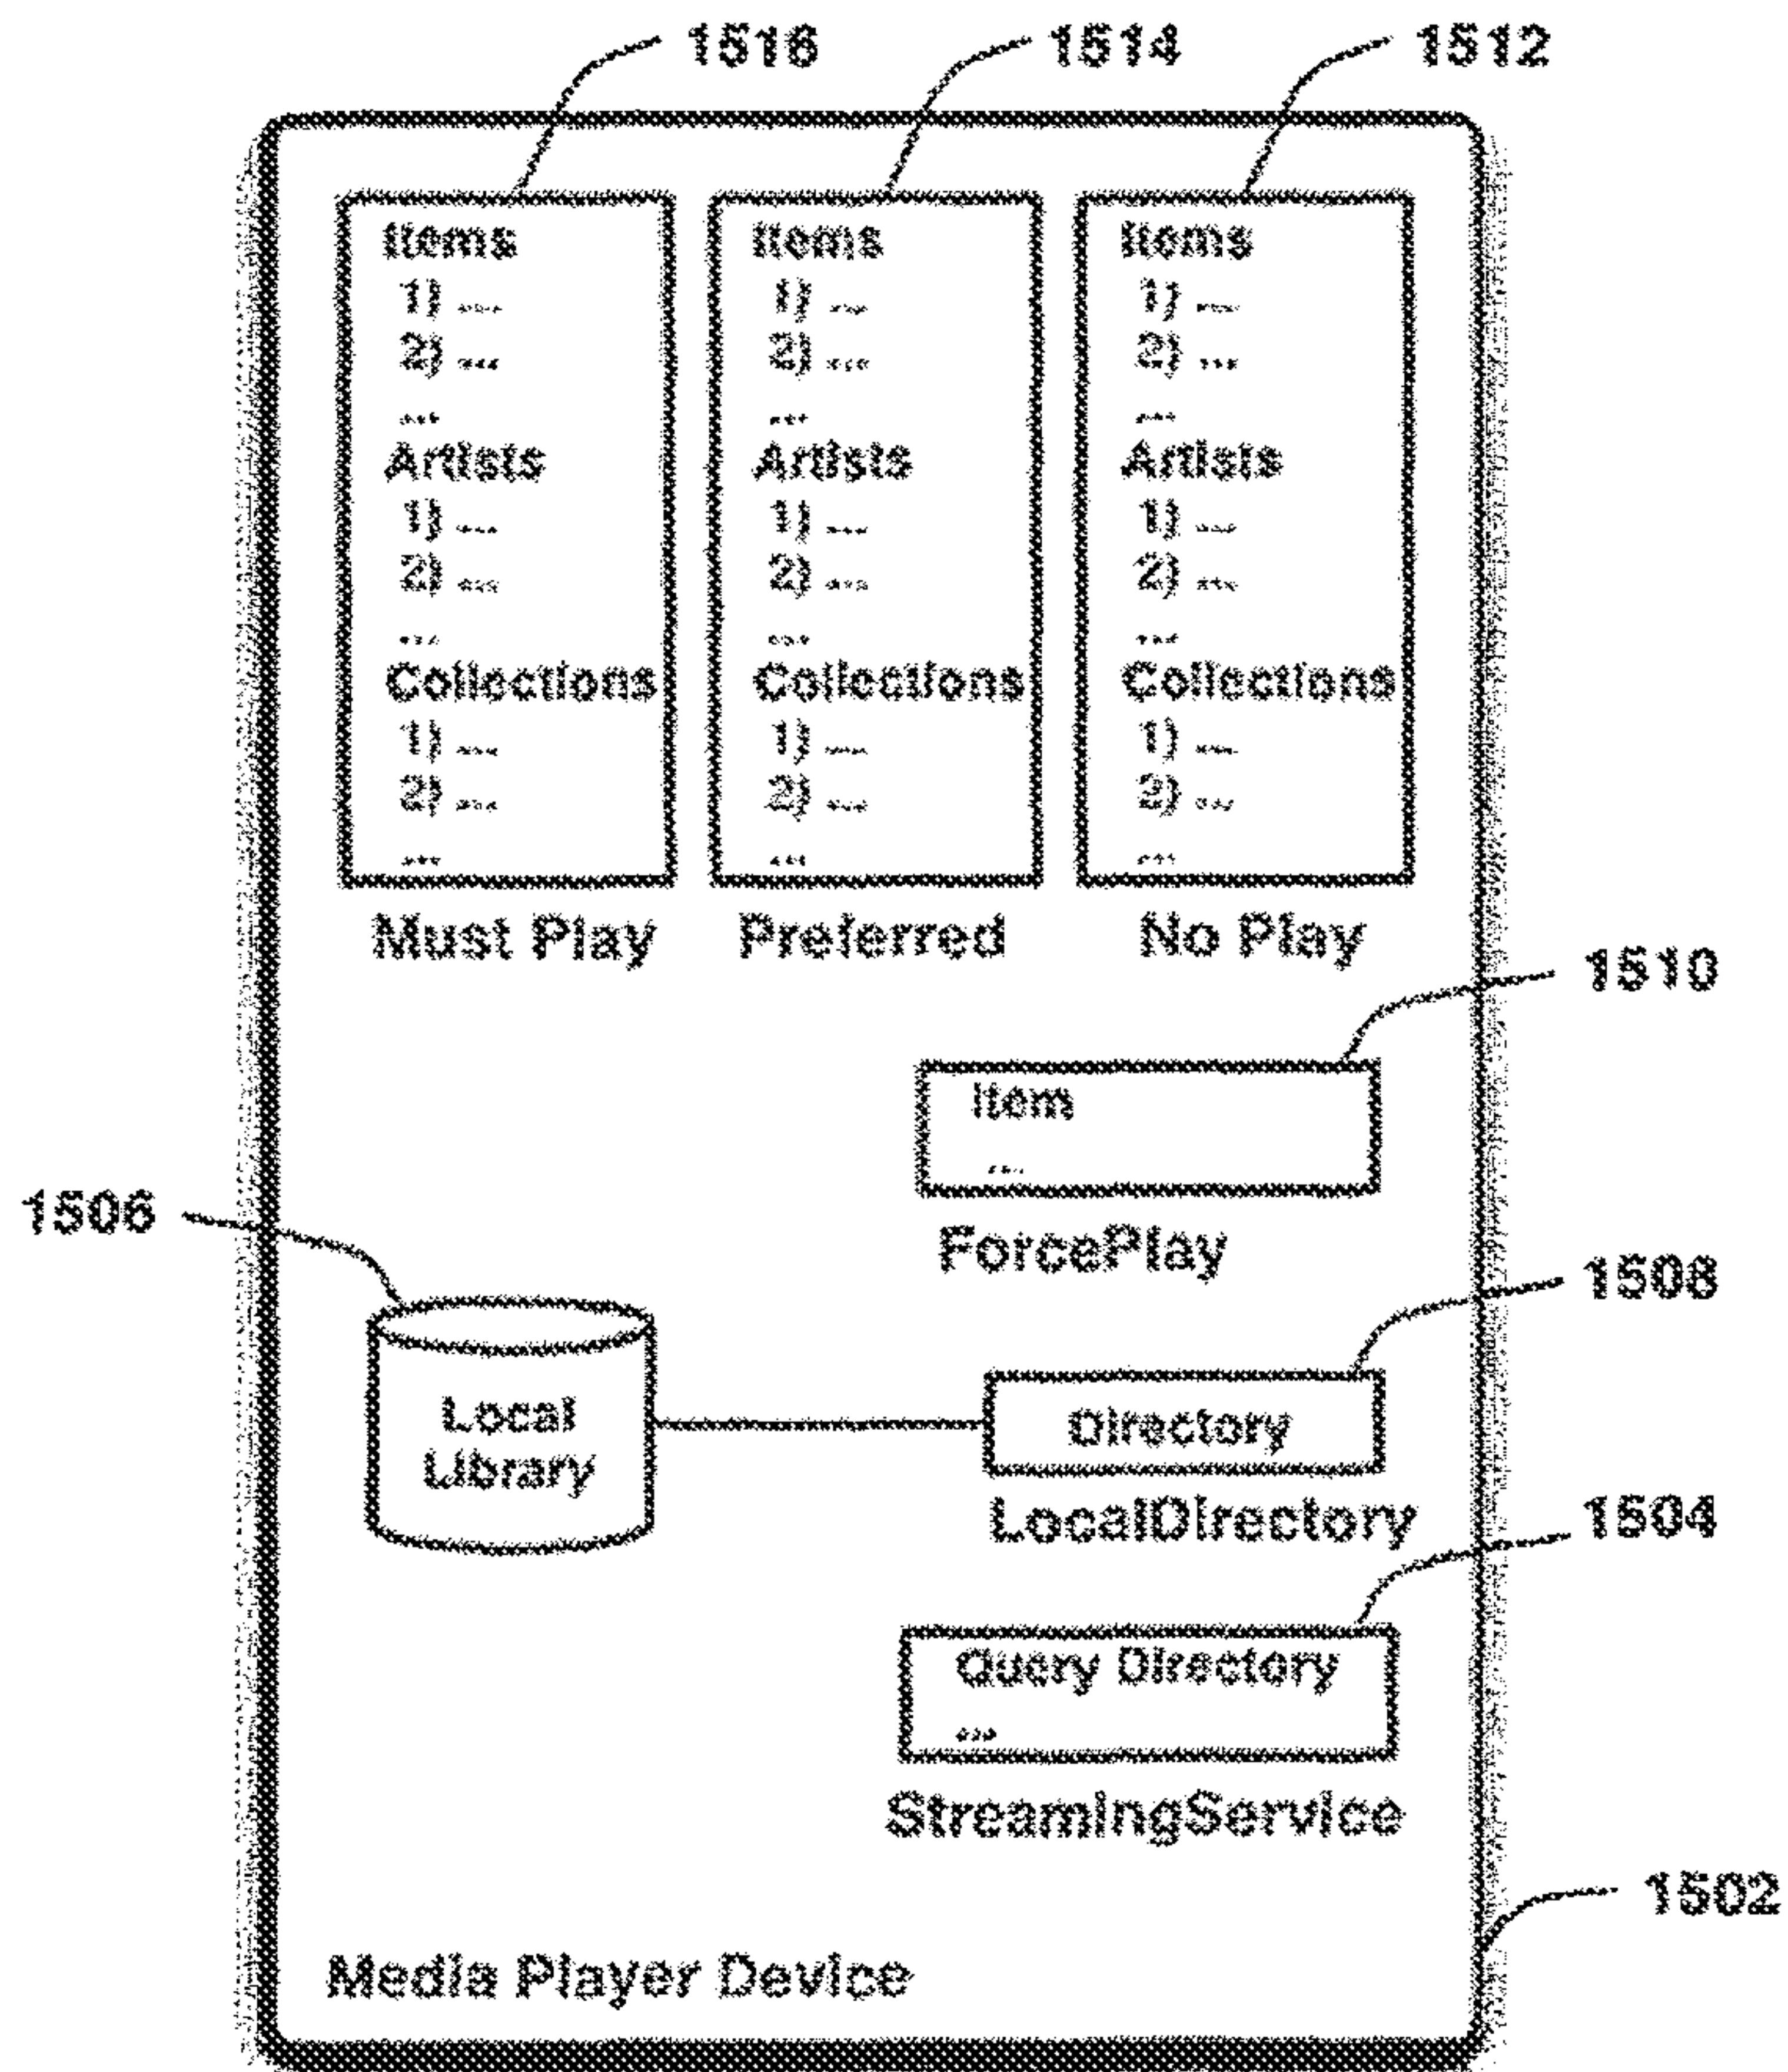 1516 1514 1512
Items
1) ...
2) ...
...
Artists
1) ...
2) ...
...
Collections
1) ...
2) ...
...
Must Play
Items
1) ...
2) ...
...
Artists
1) ...
2) ...
...
Collections
1) ...
2) ...
...
Preferred
Items
1) ...
2) ...
...
Artists
1) ...
2) ...
...
Collections
1) ...
2) ...
...
No Play
1510
Item
...
ForcePlay
1506
Local
Library
1508
Directory
LocalDirectory
1504
Query Directory
...
StreamingService
1502
Media Player Device